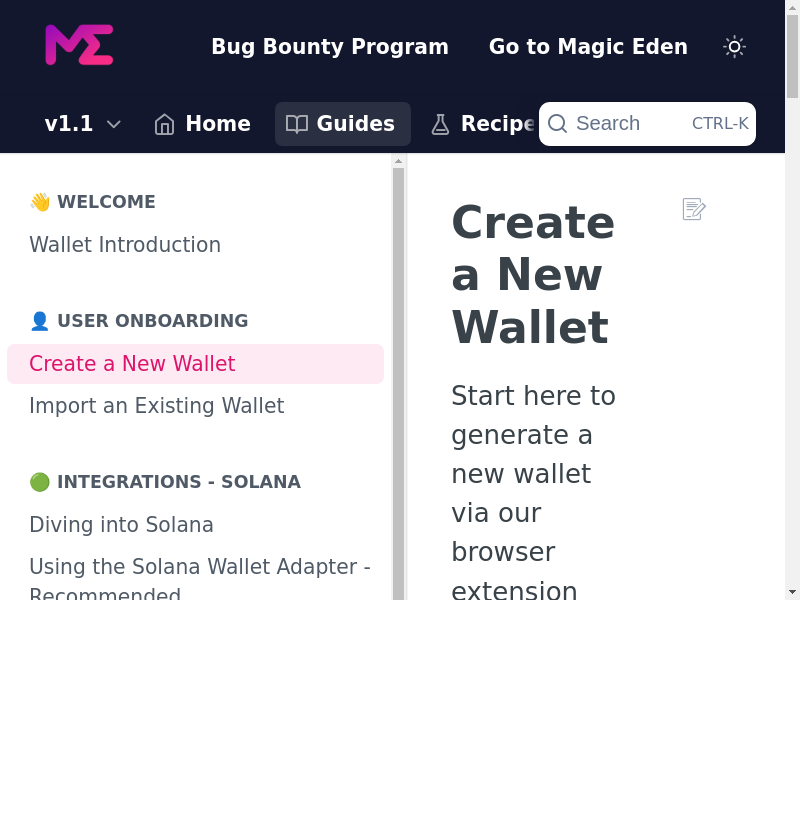 Bug Bounty Program Go to Magic Eden
v1.1 Home Guides Recipe Search CTRL-K
👋 WELCOME
Wallet Introduction
👤 USER ONBOARDING
Create a New Wallet
Import an Existing Wallet
🟢 INTEGRATIONS - SOLANA
Diving into Solana
Using the Solana Wallet Adapter -
Recommended
Create
a New
Wallet
Start here to
generate a
new wallet
via our
browser
extension